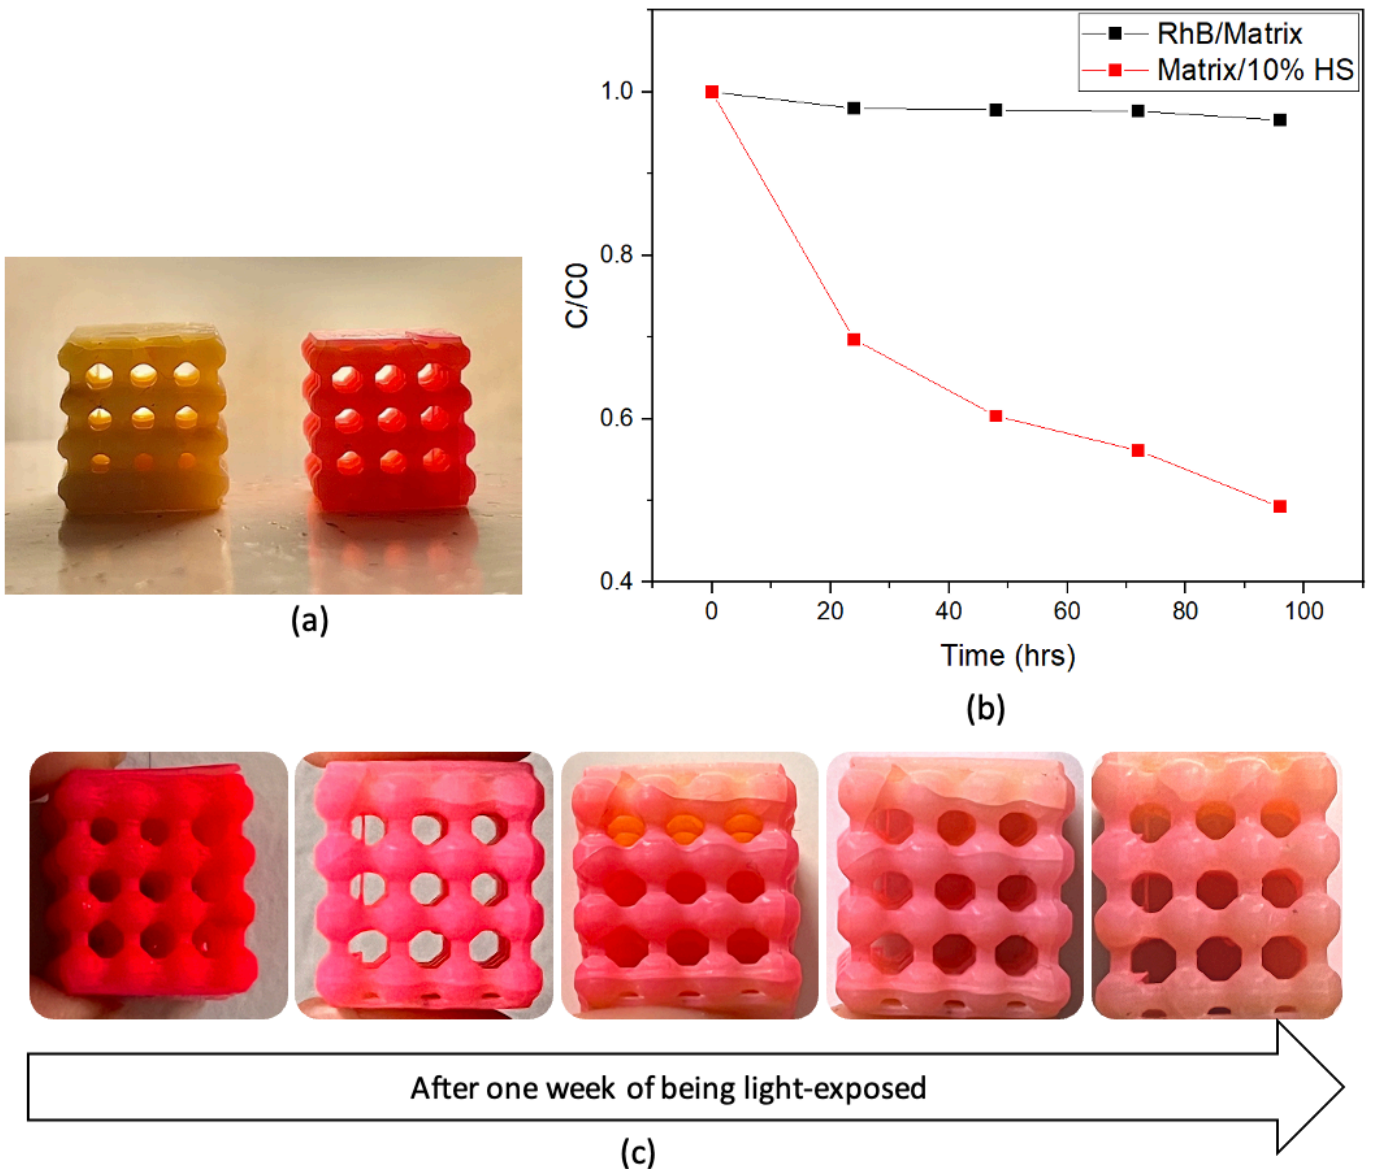 RhB/Matrix
Matrix/10% HS
1.0
0.8
0.6
0.4
C/C0
0 20 40 60 80 100
Time (hrs)
(a)
(b)
After one week of being light-exposed
(c)